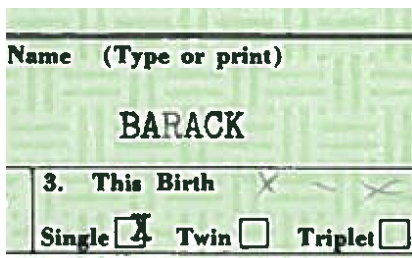 Name (Type or print)
BARACK
3. This Birth
Single X Twin Triplet